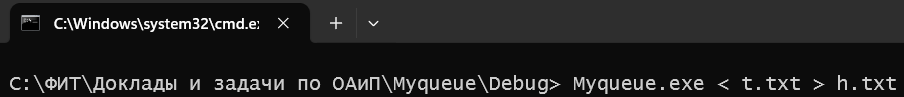 C:\Windows\system32\cmd.e
C:\ФИТ\Доклады и задачи по ОАиП\Myqueue\Debug> Myqueue.exe < t.txt > h.txt